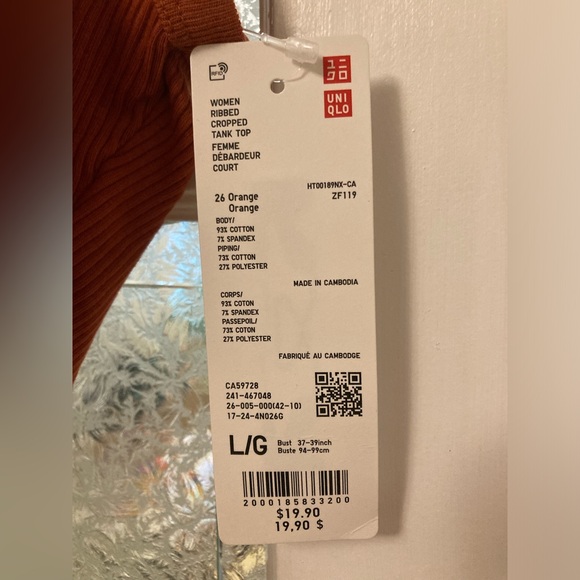 RFID
ユニ
クロ
UNI
QLO
WOMEN
RIBBED
CROPPED
TANK TOP
FEMME
DÉBARDEUR
COURT
HT00189NX-CA
26 Orange ZF119
Orange
BODY/
93% COTTON
7% SPANDEX
PIPING/
73% COTTON
27% POLYESTER
MADE IN CAMBODIA
CORPS/
93% COTON
7% SPANDEX
PASSEPOIL/
73% COTON
27% POLYESTER
FABRIQUÉ AU CAMBODGE
CA59728
241-467048
26-005-000(42-10)
17-24-4N026G
L/G Bust 37-39inch
Buste 94-99cm
2000185833200
$19.90
19,90 $